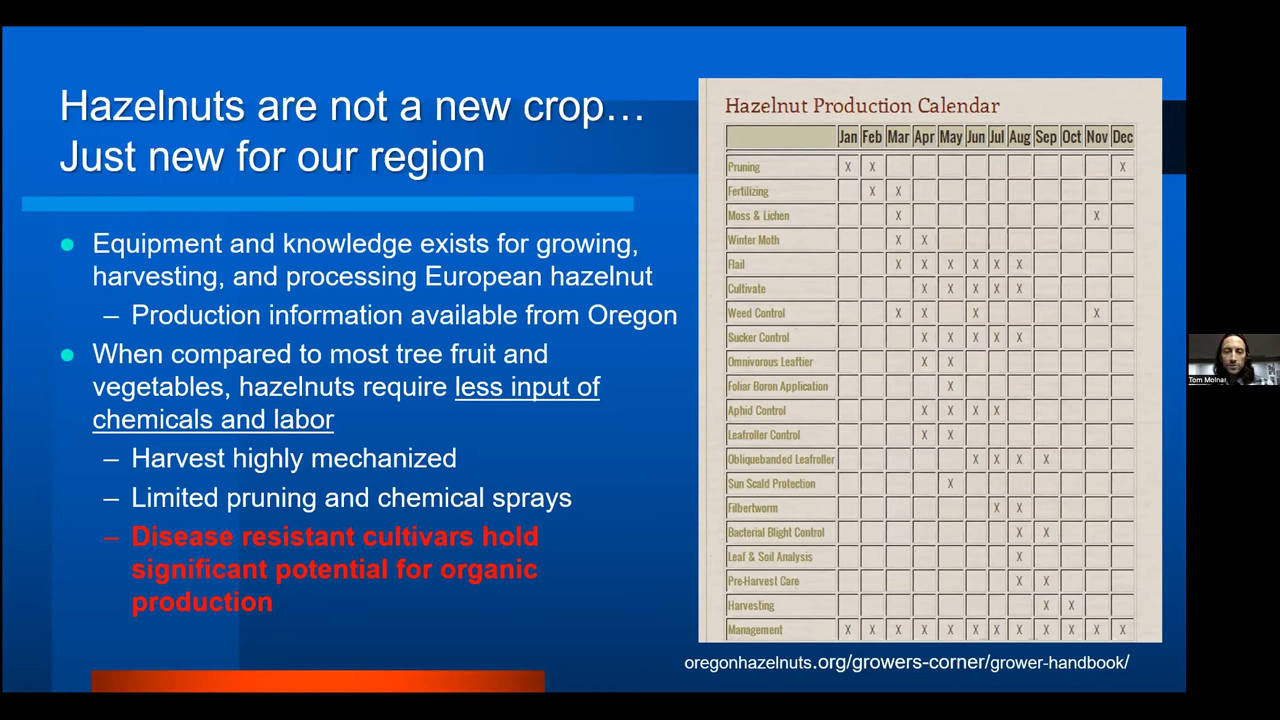 Hazelnuts are not a new crop…
Just new for our region
Equipment and knowledge exists for growing,
harvesting, and processing European hazelnut
– Production information available from Oregon
When compared to most tree fruit and
vegetables, hazelnuts require less input of
chemicals and labor
– Harvest highly mechanized
– Limited pruning and chemical sprays
– Disease resistant cultivars hold
significant potential for organic
production
Hazelnut Production Calendar
Jan Feb Mar Apr May Jun Jul Aug Sep Oct Nov Dec
Pruning X X X
Fertilizing X X
Moss & Lichen X X
Winter Moth X X
Flail X X X X X X
Cultivate X X X X X
Weed Control X X X X
Sucker Control X X X X X
Omnivorous Leaftier X X
Foliar Boron Application X
Aphid Control X X X X
Leafroller Control X X
Obliquebanded Leafroller X X X X
Sun Scald Protection X
Filbertworm X X
Bacterial Blight Control X X
Leaf & Soil Analysis X
Pre-Harvest Care X X
Harvesting X X
Management X X X X X X X X X X X X
oregonhazelnuts.org/growers-corner/grower-handbook/
Tom Molnar